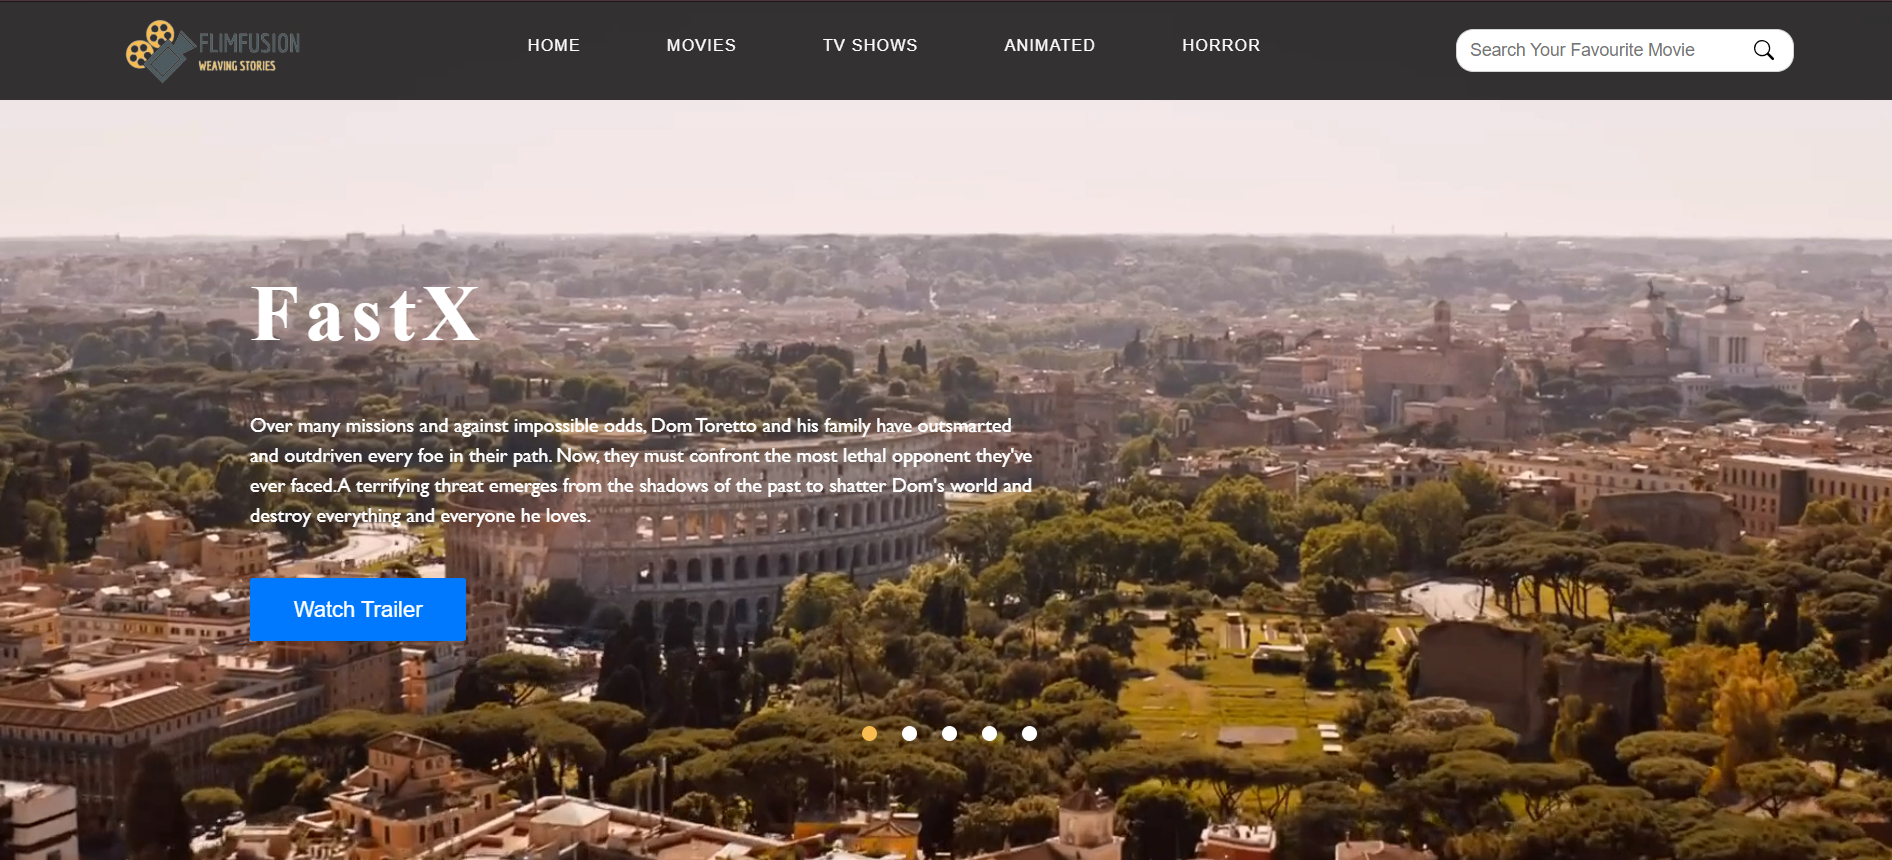 FLIMFUSION
WEAVING STORIES
HOME
MOVIES
TV SHOWS
ANIMATED
HORROR
Search Your Favourite Movie
FastX
Over many missions and against impossible odds, Dom Toretto and his family have outsmarted
and outdriven every foe in their path. Now, they must confront the most lethal opponent they've
ever faced.A terrifying threat emerges from the shadows of the past to shatter Dom's world and
destroy everything and everyone he loves.
Watch Trailer